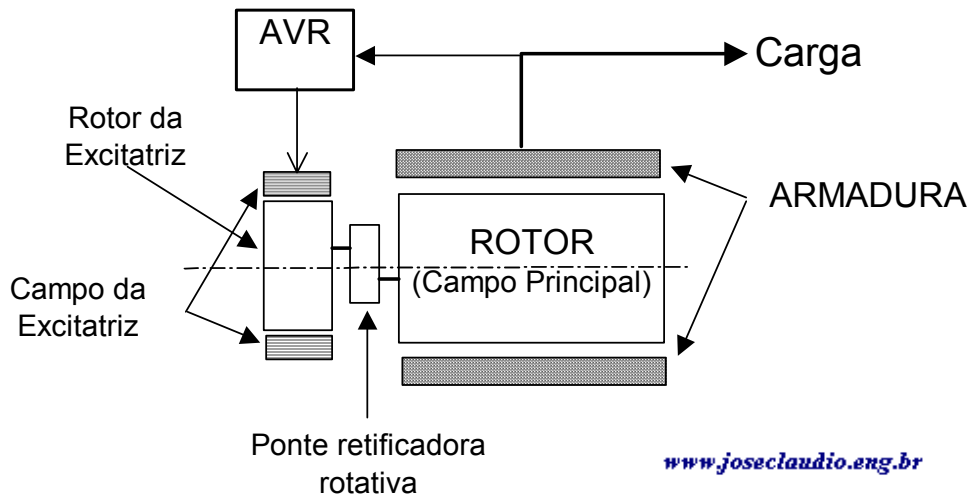 AVR
Carga
Rotor da
Excitatriz
ARMADURA
ROTOR
(Campo Principal)
Campo da
Excitatriz
Ponte retificadora
rotativa
www.joseclaudio.eng.br